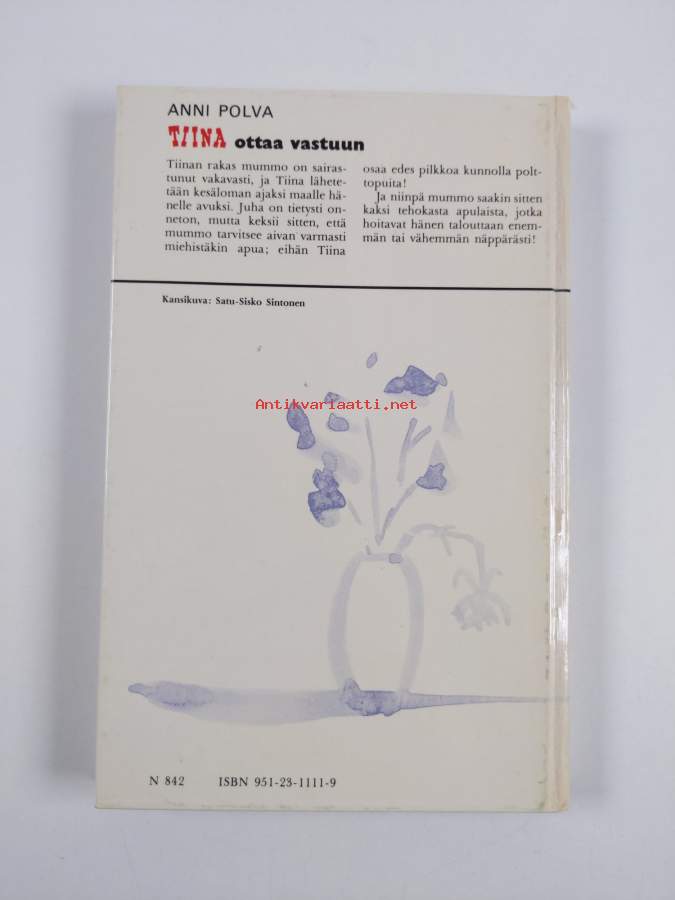 ANNI POLVA
TIINA ottaa vastuun
Tiinan rakas mummo on sairas-
tunut vakavasti, ja Tiina lähete-
tään kesäloman ajaksi maalle hä-
nelle avuksi. Juha on tietysti on-
neton, mutta keksii sitten, että
mummo tarvitsee aivan varmasti
miehistäkin apua; eihän Tiina
osaa edes pilkkoa kunnolla polt-
topuita!
Ja niinpä mummo saakin sitten
kaksi tehokasta apulaista, jotka
hoitavat hänen talouttaan enem-
män tai vähemmän näppärästi!
Kansikuva: Satu-Sisko Sintonen
Antikvariaatti.net
N 842 ISBN 951-23-1111-9